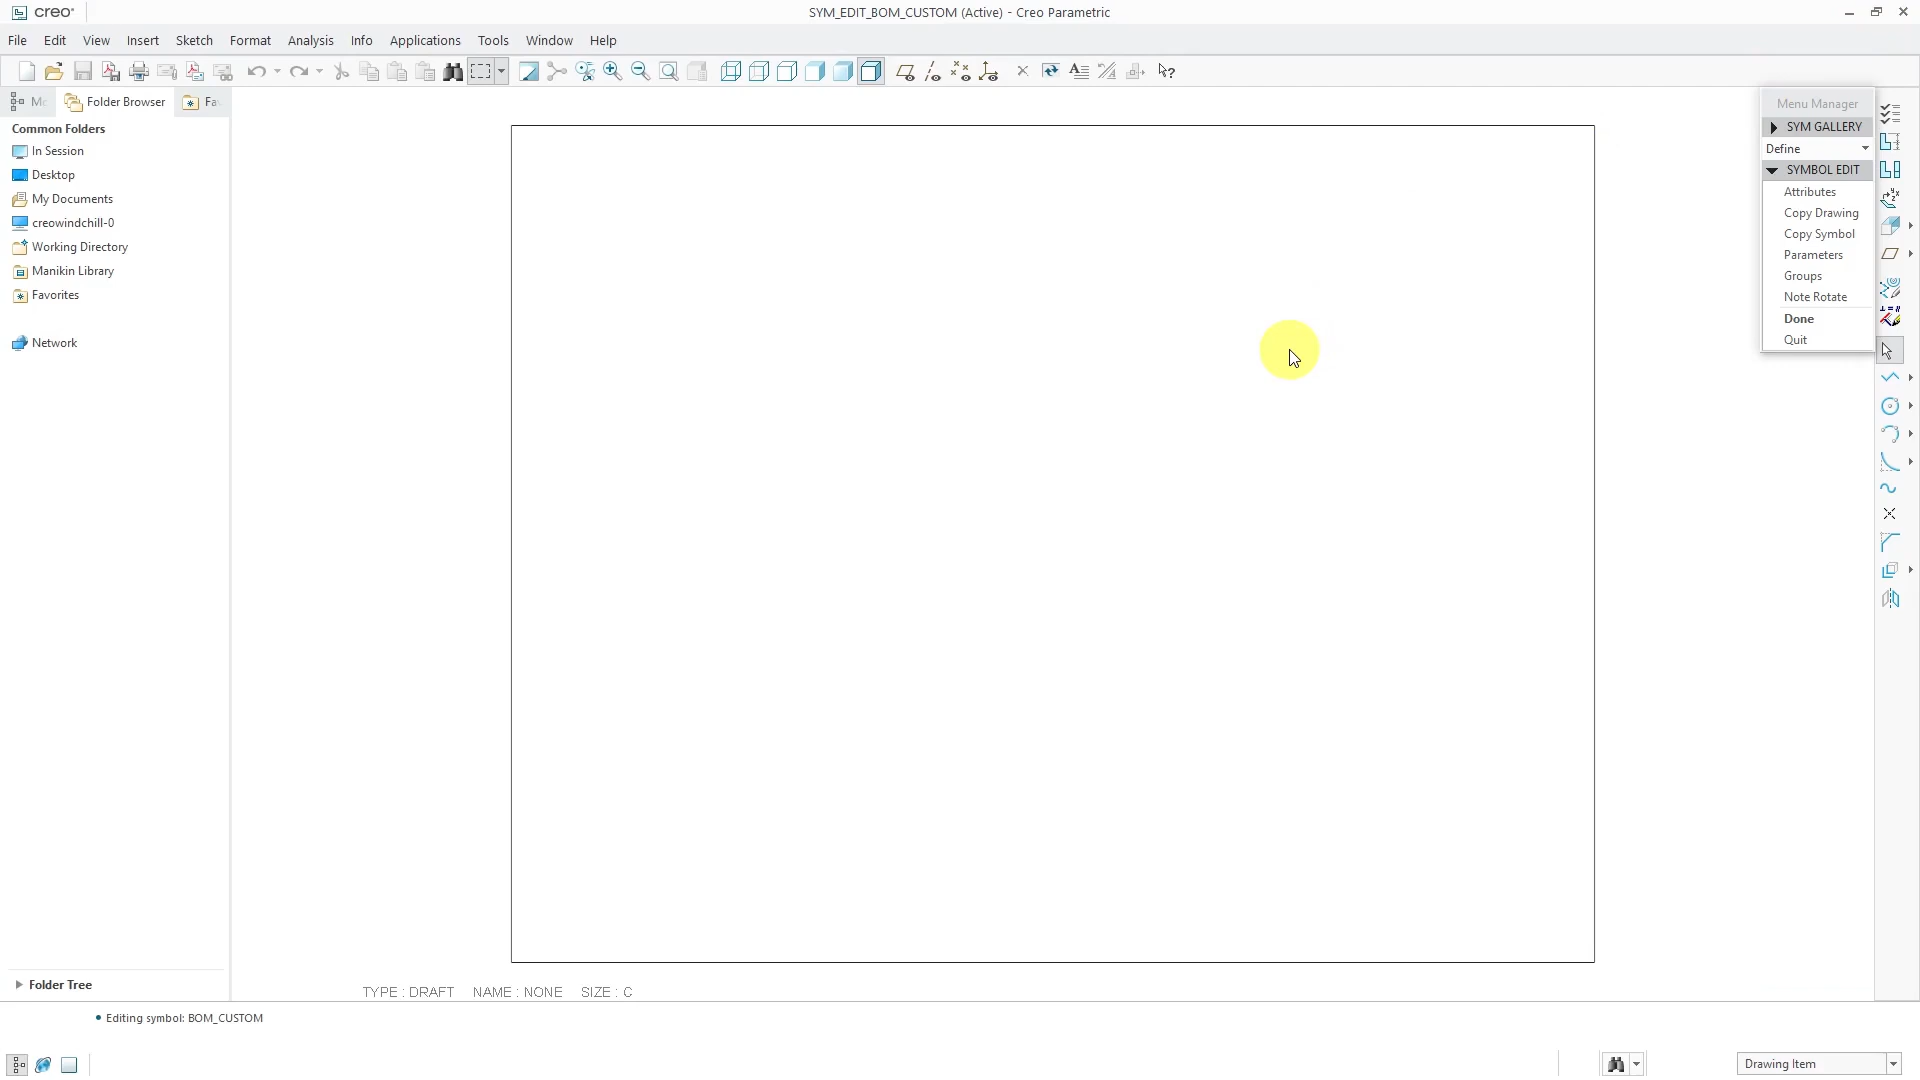 creo
SYM_EDIT_BOM_CUSTOM (Active) - Creo Parametric
File Edit View Insert Sketch Format Analysis Info Applications Tools Window Help
Folder Browser
Common Folders
In Session
Desktop
My Documents
creowindchill-0
Working Directory
Manikin Library
Favorites
Network
Folder Tree
Menu Manager
SYM GALLERY
Define
SYMBOL EDIT
Attributes
Copy Drawing
Copy Symbol
Parameters
Groups
Note Rotate
Done
Quit
TYPE : DRAFT NAME : NONE SIZE : C
Editing symbol: BOM_CUSTOM
Drawing Item